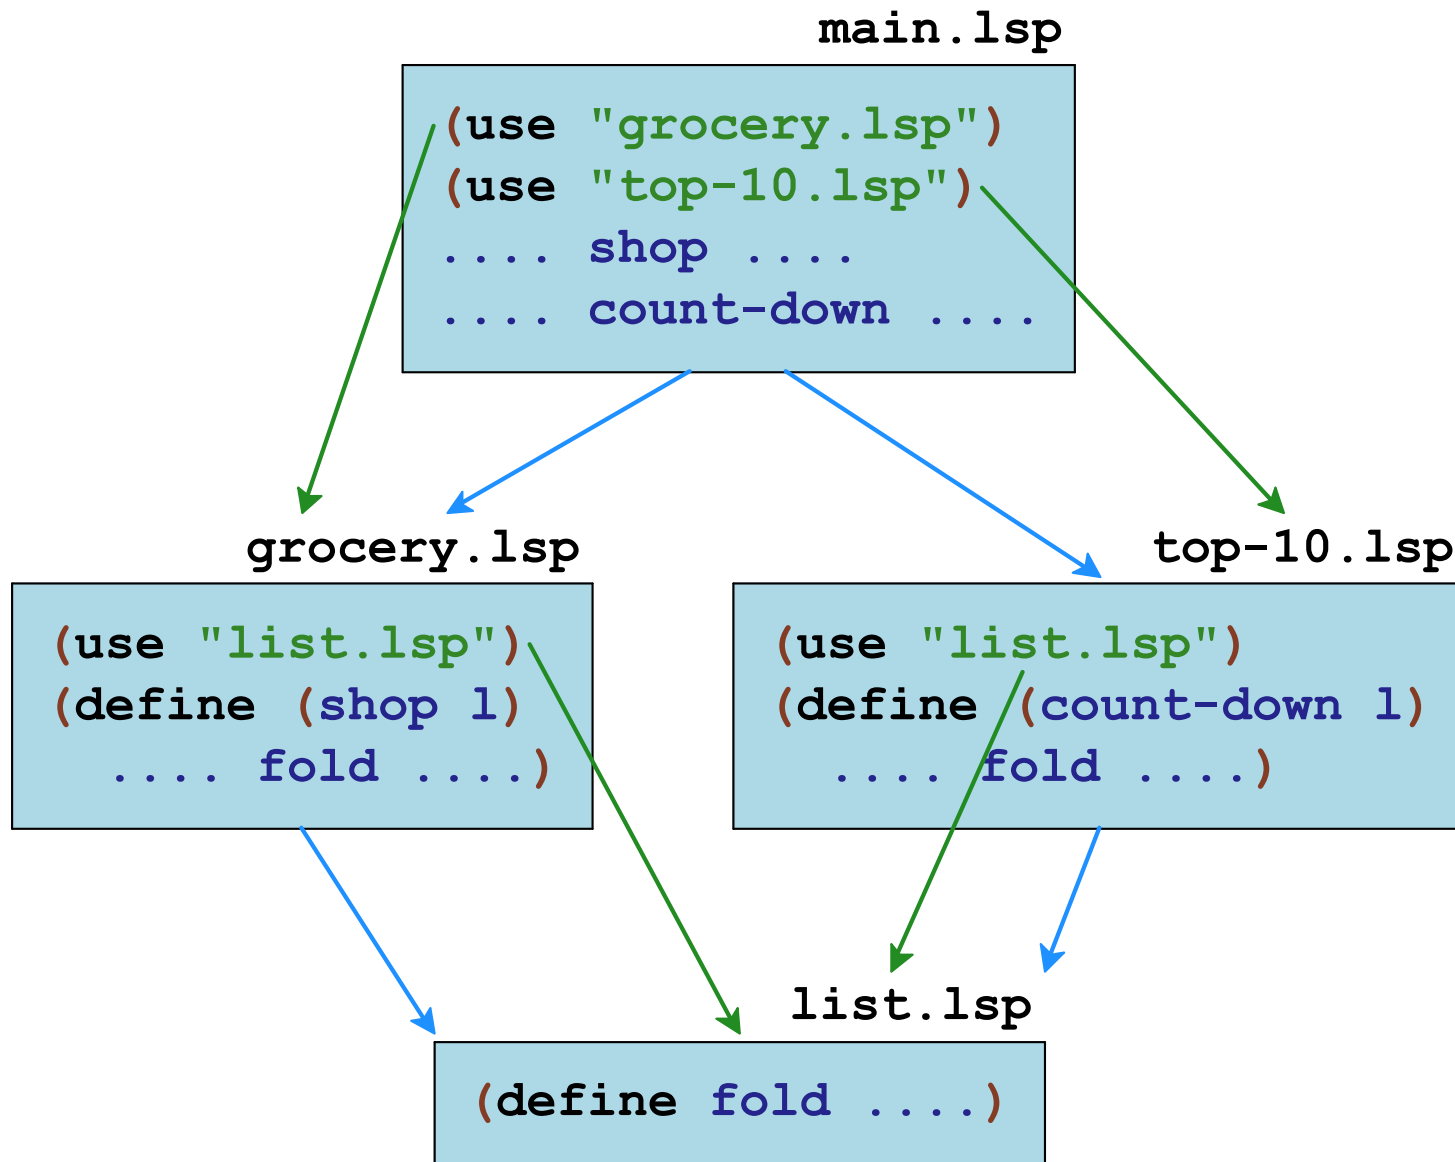 main.lsp
(use "grocery.lsp")
(use "top-10.lsp")
.... shop ....
.... count-down ....
grocery.lsp
(use "list.lsp")
(define (shop l)
.... fold ....)
top-10.lsp
(use "list.lsp")
(define (count-down l)
.... fold ....)
list.lsp
(define fold ....)